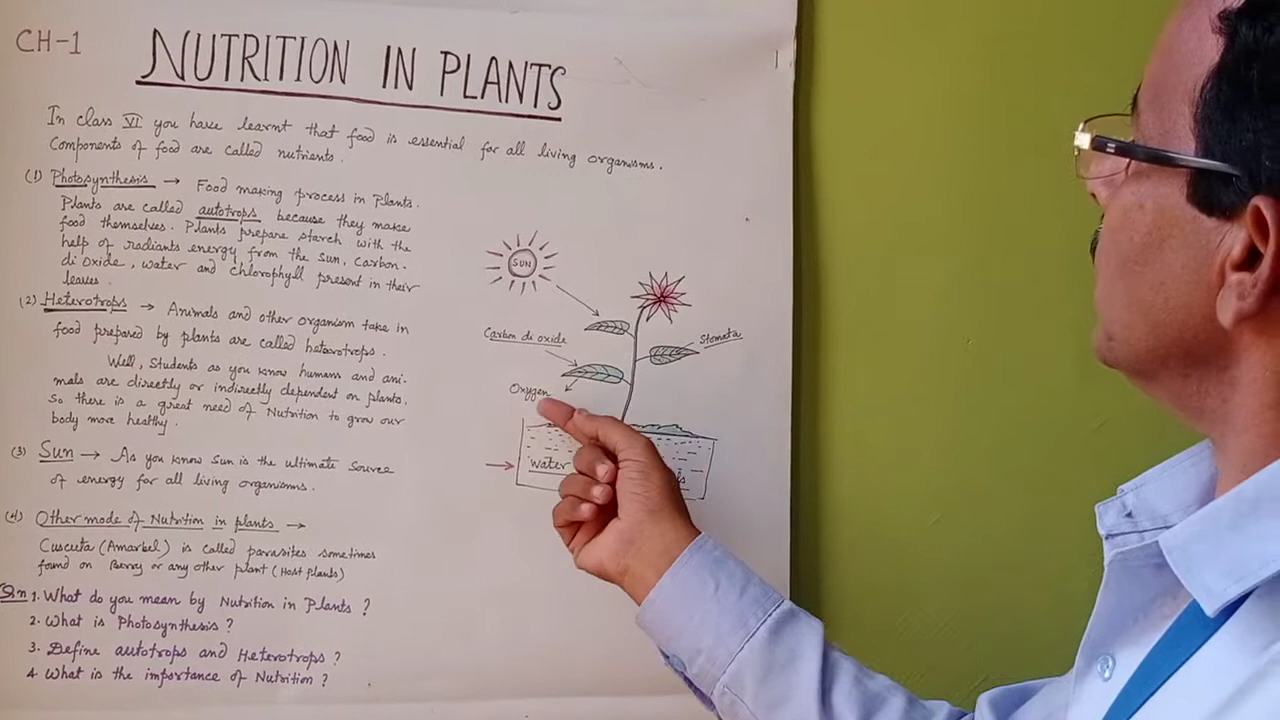 CH-1
NUTRITION IN PLANTS
In class VI you have learnt that food is essential for all living organisms.
Components of food are called nutrients.
(1) Photosynthesis → Food making process in Plants.
Plants are called autotrops because they make
food themselves. Plants prepare starch with the
help of radiants energy from the sun, Carbon-
di oxide, water and chlorophyll present in their
leaves.
(2) Heterotrops → Animals and other organism take in
food prepared by plants are called heterotrops.
Well, students as you know humans and ani-
mals are directly or indirectly dependent on plants.
So there is a great need of Nutrition to grow our
body more healthy.
(3) Sun → As you know Sun is the ultimate source
of energy for all living organisms.
(4) Other mode of Nutrition in plants →
Cuscuta (Amarbel) is called parasites sometimes
found on Berry or any other plant (Host Plants)
Qn 1. What do you mean by Nutrition in Plants ?
2. What is Photosynthesis ?
3. Define autotrops and Heterotrops ?
4. What is the importance of Nutrition ?
SUN
Carbon di oxide
Stomata
Oxygen
Water